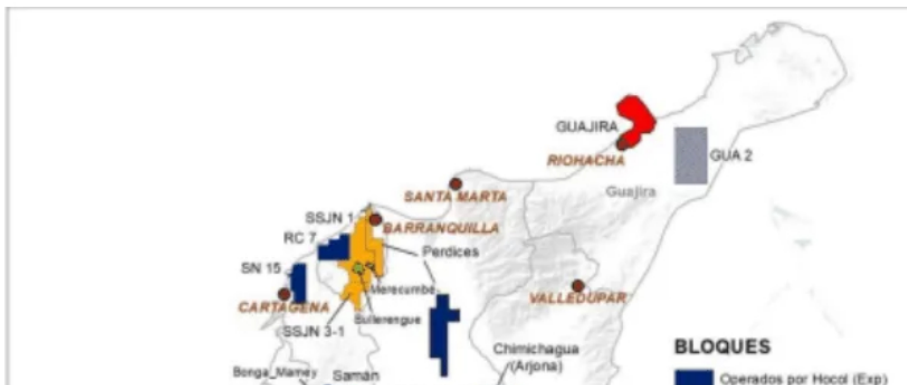 GUAJIRA
RIOHACHA
GUA 2
Guajira
SANTA MARTA
SSJN 1
BARRANQUILLA
RC 7
Perdices
SN 15
Merecumbé
VALLEDUPAR
CARTAGENA
Bullerengue
SSJN 3-1
Chimichagua
(Arjona)
BLOQUES
Bonga_Mamey
Samán
Operados por Hocol (Exp)